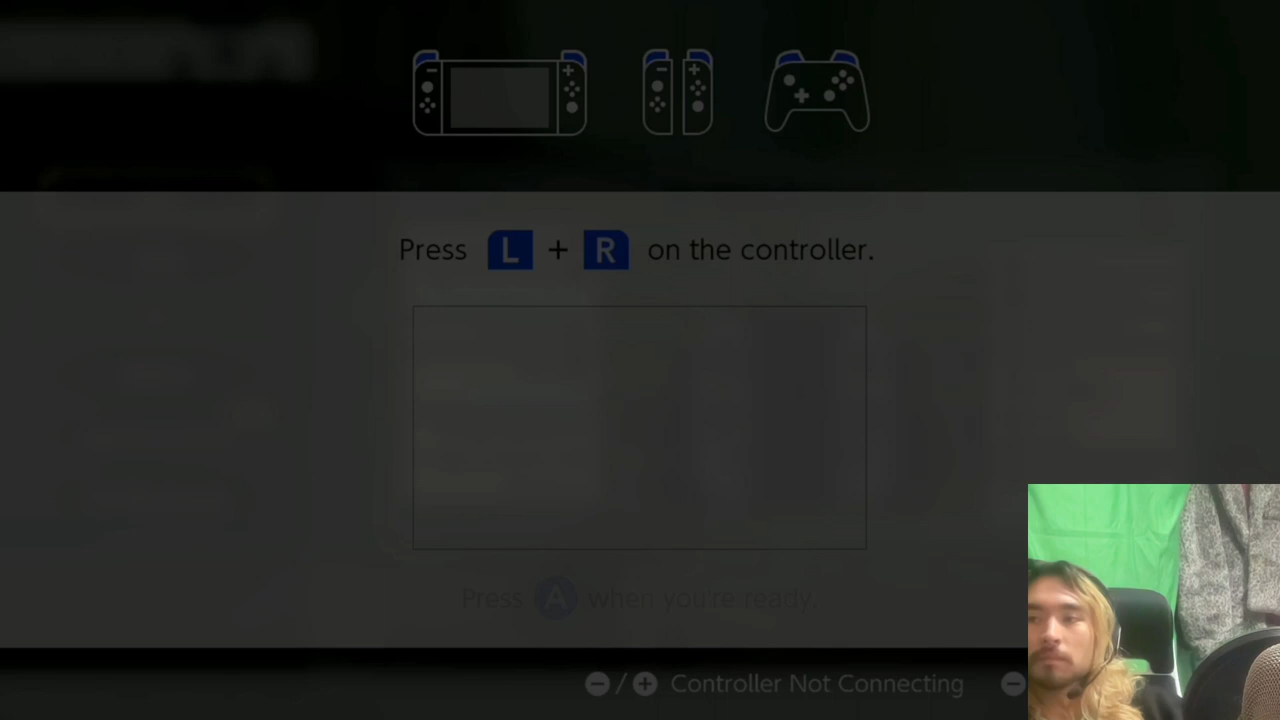 Press L + R on the controller.
Press A when you're ready.
−/+ Controller Not Connecting −